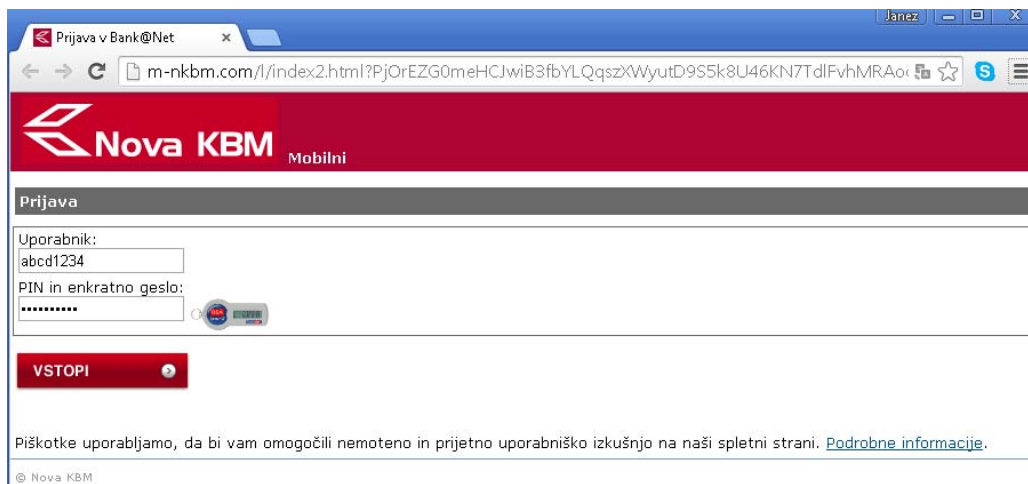 Janez
Prijava v Bank@Net
m-nkbm.com/l/index2.html?PjOrEZG0meHCJwiB3fbYLQqszXWyutD9S5k8U46KN7TdlFvhMRAo
Nova KBM Mobilni
Prijava
Uporabnik:
abcd1234
PIN in enkratno geslo:
••••••••••
VSTOPI
Piškotke uporabljamo, da bi vam omogočili nemoteno in prijetno uporabniško izkušnjo na naši spletni strani. Podrobne informacije.
© Nova KBM